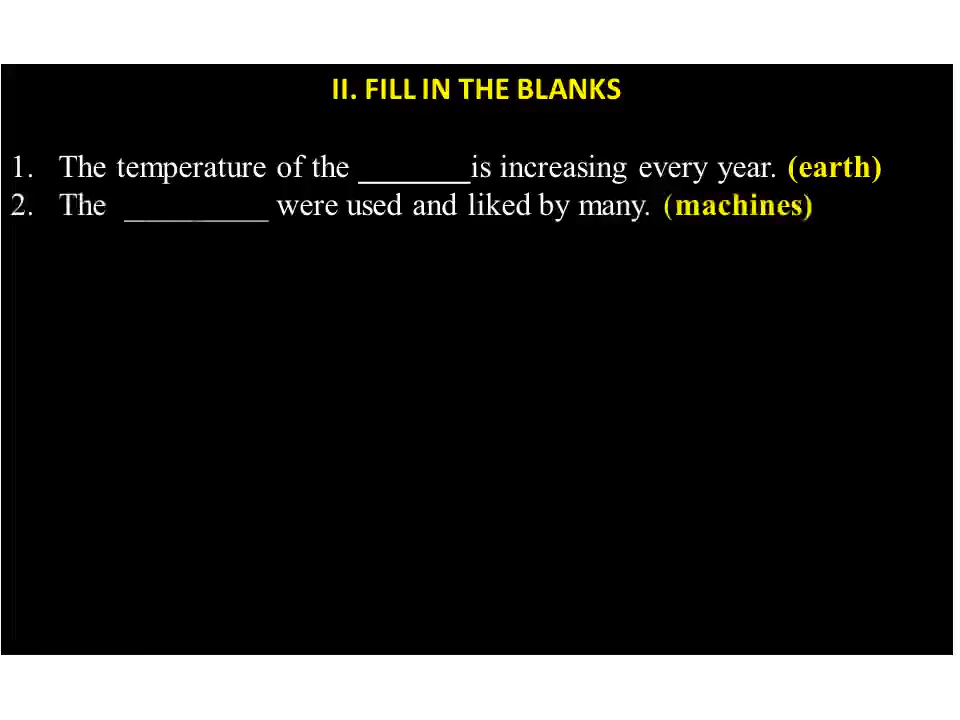 II. FILL IN THE BLANKS
1. The temperature of the _______is increasing every year. (earth)
2. The _________ were used and liked by many. (machines)